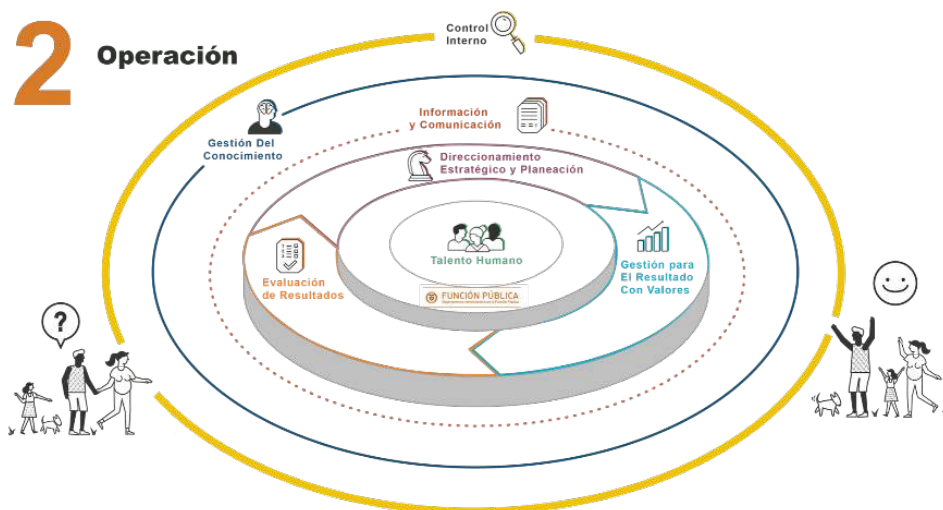 2 Operación
Control
Interno
Información
y Comunicación
Gestión Del
Conocimiento
Direccionamiento
Estratégico y Planeación
Talento Humano
Evaluación
de Resultados
Gestión para
El Resultado
Con Valores
FUNCIÓN PÚBLICA
?